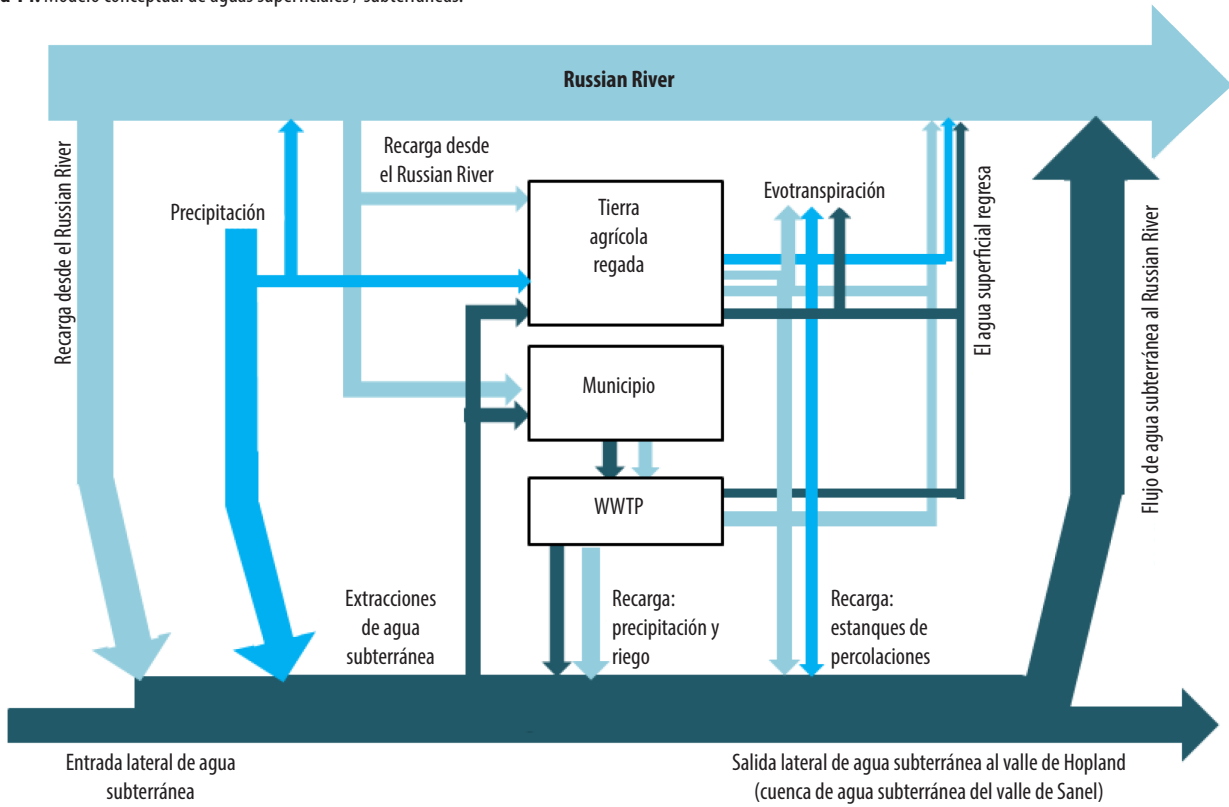 Modelo conceptual de aguas superficiales / subterráneas.
Russian River
Recarga desde el Russian River
Precipitación
Recarga desde
el Russian River
Tierra
agrícola
regada
Evotranspiración
El agua superficial regresa
Flujo de agua subterránea al Russian River
Municipio
WWTP
Extracciones
de agua
subterránea
Recarga:
precipitación y
riego
Recarga:
estanques de
percolaciones
Entrada lateral de agua
subterránea
Salida lateral de agua subterránea al valle de Hopland
(cuenca de agua subterránea del valle de Sanel)